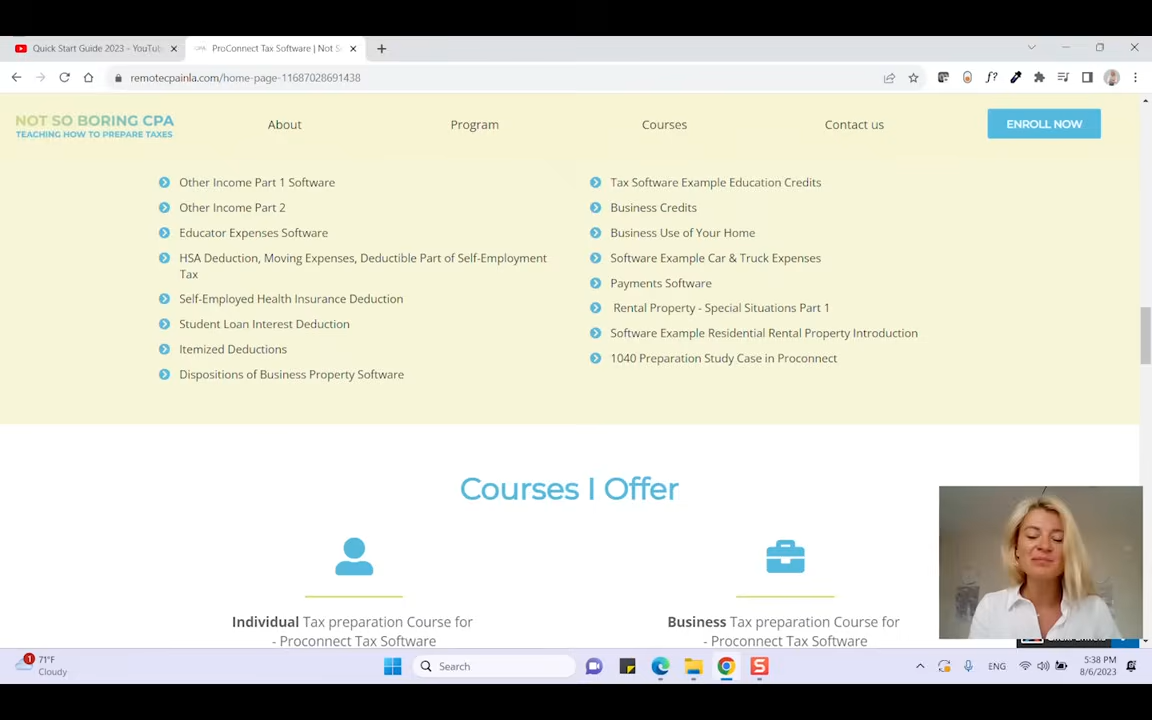 Quick Start Guide 2023 - YouTub
ProConnect Tax Software | Not S
remotecpainla.com/home-page-11687028691438
NOT SO BORING CPA
TEACHING HOW TO PREPARE TAXES
About
Program
Courses
Contact us
ENROLL NOW
Other Income Part 1 Software
Other Income Part 2
Educator Expenses Software
HSA Deduction, Moving Expenses, Deductible Part of Self-Employment
Tax
Self-Employed Health Insurance Deduction
Student Loan Interest Deduction
Itemized Deductions
Dispositions of Business Property Software
Tax Software Example Education Credits
Business Credits
Business Use of Your Home
Software Example Car & Truck Expenses
Payments Software
Rental Property - Special Situations Part 1
Software Example Residential Rental Property Introduction
1040 Preparation Study Case in Proconnect
Courses I Offer
Individual Tax preparation Course for
- Proconnect Tax Software
Business Tax preparation Course for
- Proconnect Tax Software
1
71°F
Cloudy
Search
ENG
5:38 PM
8/6/2023